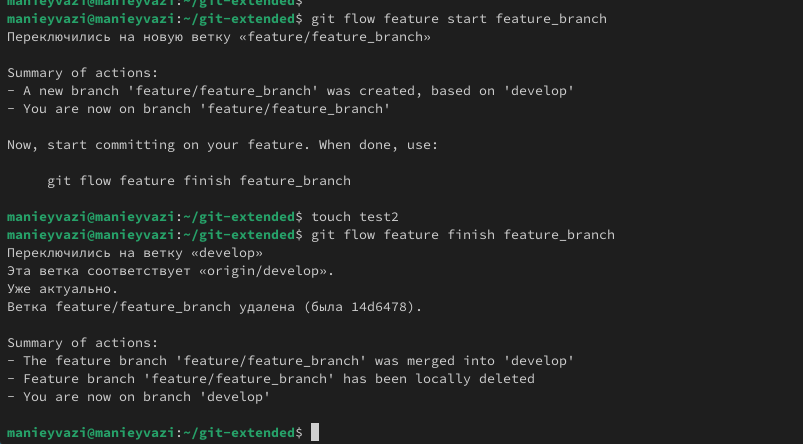 manieyvazi@manieyvazi:~/git-extended$
manieyvazi@manieyvazi:~/git-extended$ git flow feature start feature_branch
Переключились на новую ветку «feature/feature_branch»
Summary of actions:
- A new branch 'feature/feature_branch' was created, based on 'develop'
- You are now on branch 'feature/feature_branch'
Now, start committing on your feature. When done, use:
git flow feature finish feature_branch
manieyvazi@manieyvazi:~/git-extended$ touch test2
manieyvazi@manieyvazi:~/git-extended$ git flow feature finish feature_branch
Переключились на ветку «develop»
Эта ветка соответствует «origin/develop».
Уже актуально.
Ветка feature/feature_branch удалена (была 14d6478).
Summary of actions:
- The feature branch 'feature/feature_branch' was merged into 'develop'
- Feature branch 'feature/feature_branch' has been locally deleted
- You are now on branch 'develop'
manieyvazi@manieyvazi:~/git-extended$